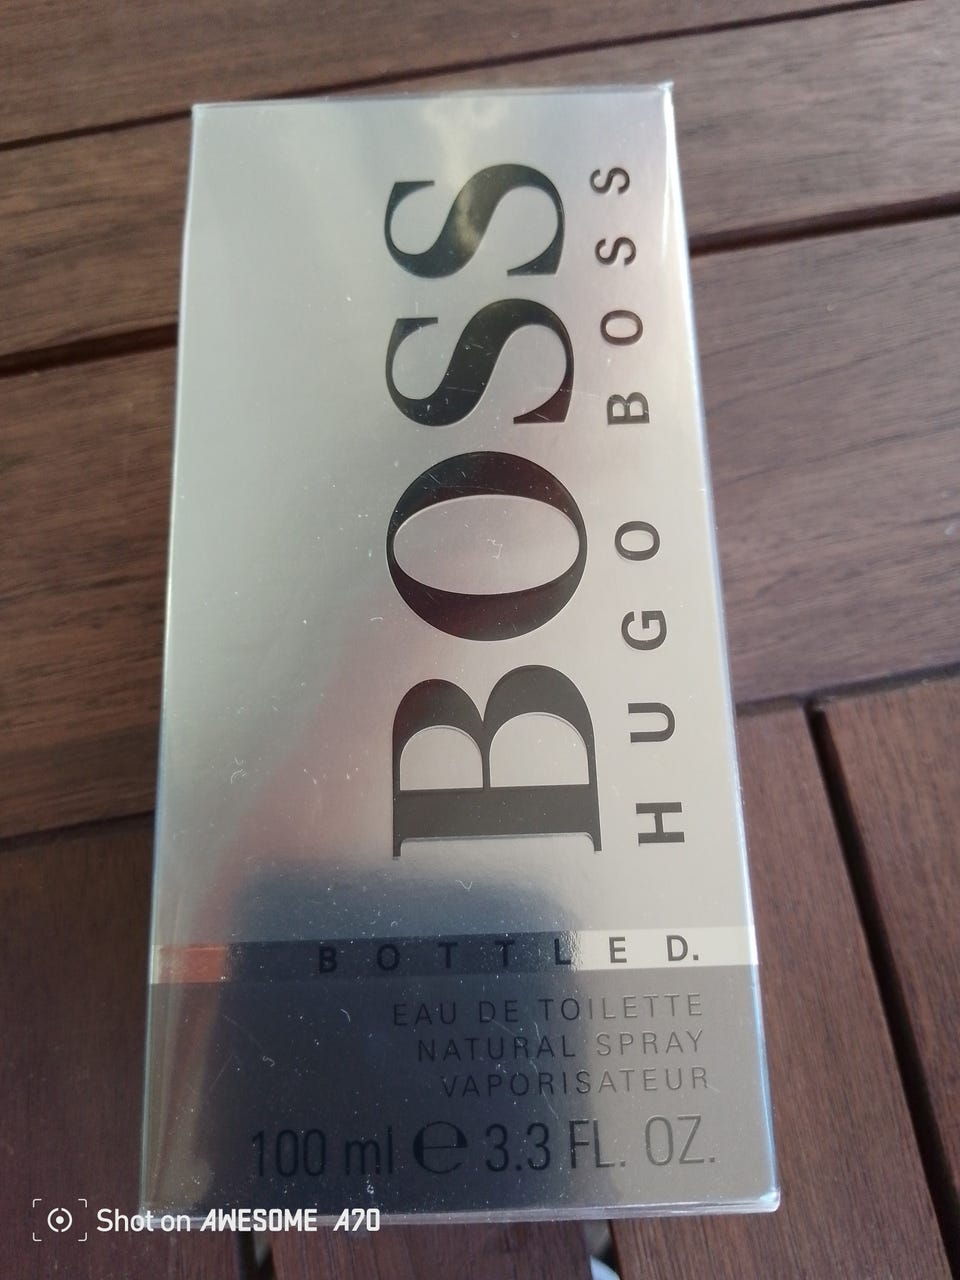 BOSS
HUGO BOSS
BOTTLED.
EAU DE TOILETTE
NATURAL SPRAY
VAPORISATEUR
100 ml ℮ 3.3 FL. OZ.
Shot on AWESOME A70